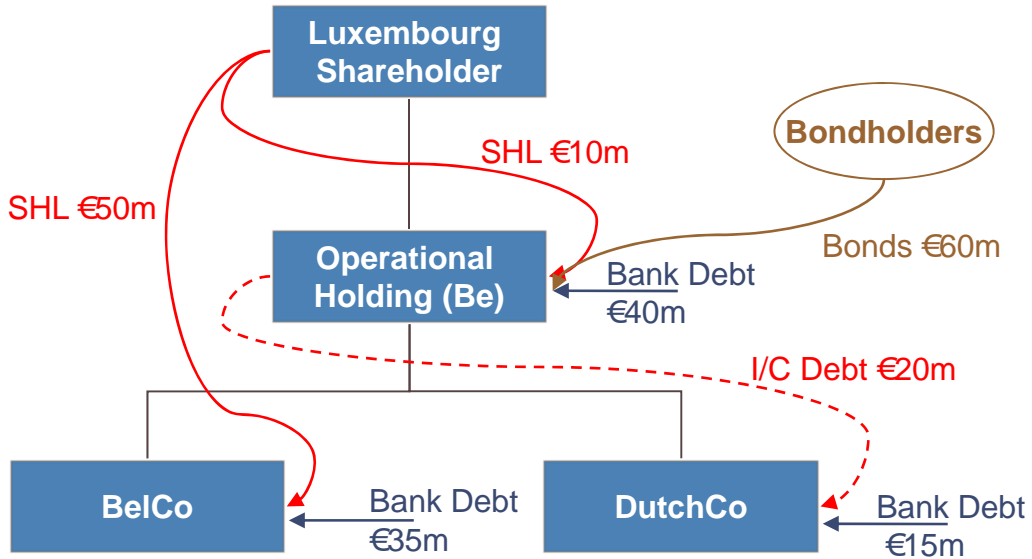 Luxembourg
Shareholder
Bondholders
SHL €10m
SHL €50m
Bonds €60m
Operational
Holding (Be)
Bank Debt
€40m
I/C Debt €20m
BelCo
Bank Debt
€35m
DutchCo
Bank Debt
€15m